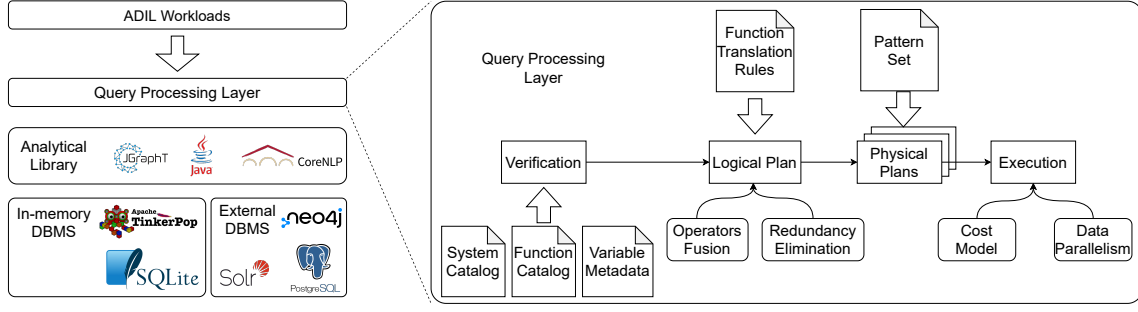 ADIL Workloads
Query Processing Layer
Analytical
Library
JGraphT
Java
CoreNLP
In-memory
DBMS
Apache
TinkerPop
SQLite
External
DBMS
neo4j
Solr
PostgreSQL
Query Processing
Layer
Function
Translation
Rules
Pattern
Set
Verification
Logical Plan
Physical
Plans
Execution
Operators
Fusion
Redundancy
Elimination
Cost
Model
Data
Parallelism
System
Catalog
Function
Catalog
Variable
Metadata